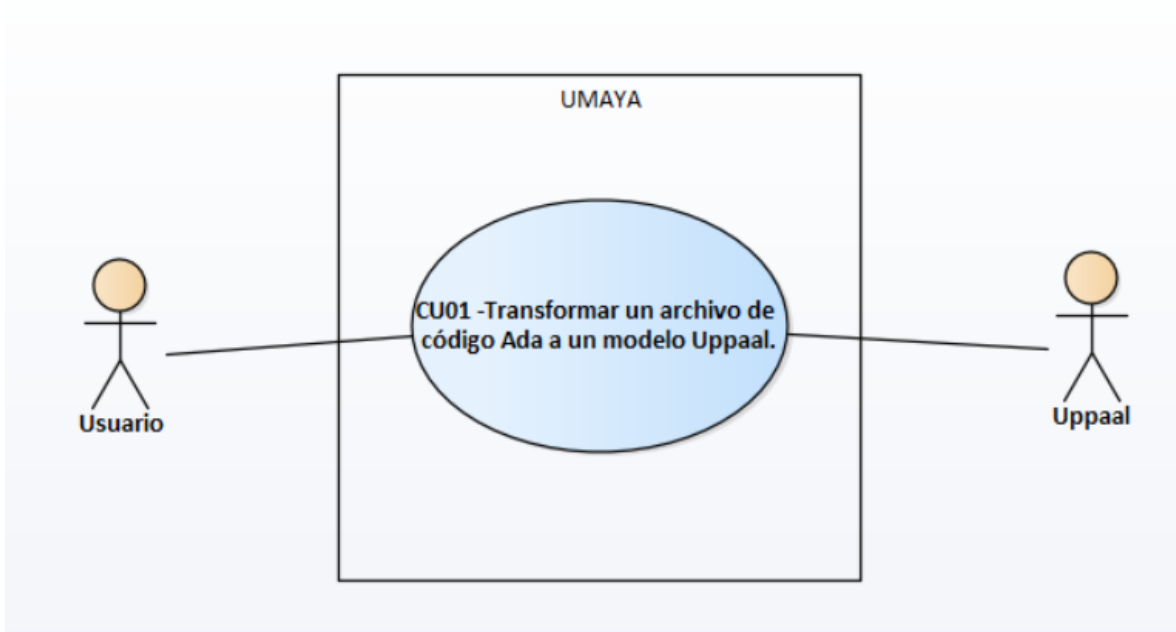 UMAYA
CU01 -Transformar un archivo de
código Ada a un modelo Uppaal.
Usuario
Uppaal